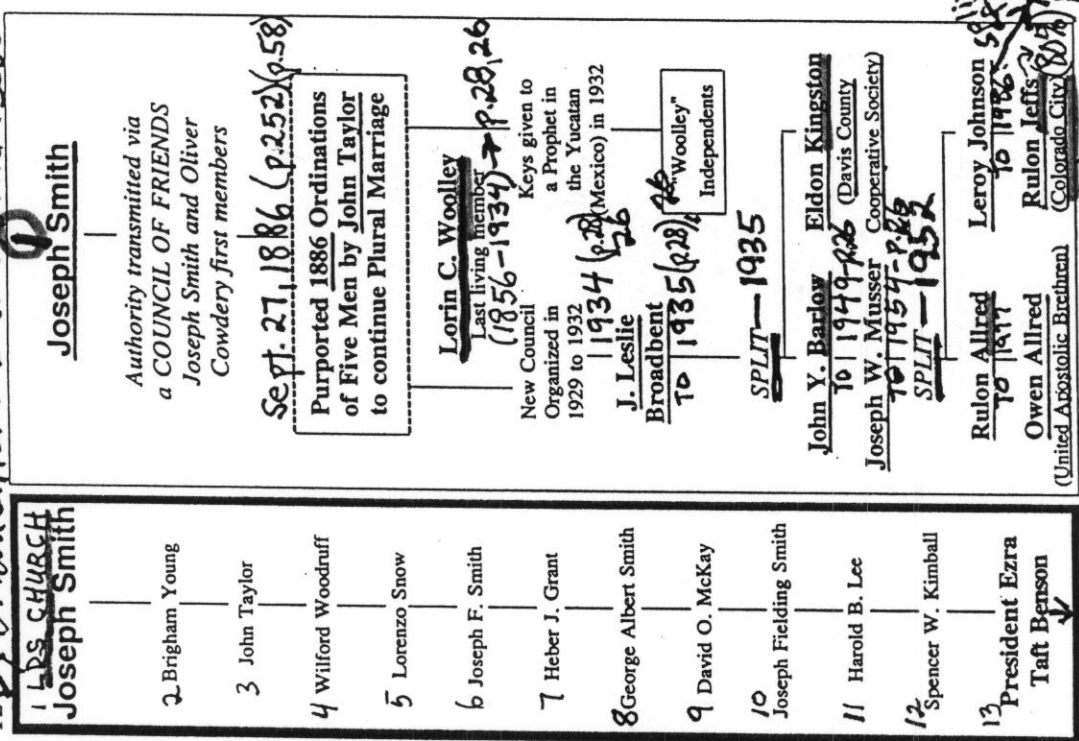 1 LDS CHURCH
Joseph Smith
2 Brigham Young
3 John Taylor
4 Wilford Woodruff
5 Lorenzo Snow
6 Joseph F. Smith
7 Heber J. Grant
8 George Albert Smith
9 David O. McKay
10
Joseph Fielding Smith
11 Harold B. Lee
12
Spencer W. Kimball
13 President Ezra
Taft Benson
1
Joseph Smith
Authority transmitted via
a COUNCIL OF FRIENDS
Joseph Smith and Oliver
Cowdery first members
Sept. 27, 1886 (p.252)(p.58)
Purported 1886 Ordinations
of Five Men by John Taylor
to continue Plural Marriage
Lorin C. Woolley
Last living member
(1856-1934) → p.28,26
New Council
Organized in
1929 to 1932
1934 (p.28)
26
Keys given to
a Prophet in
the Yucatan
(Mexico) in 1932
J. Leslie
Broadbent
TO 1935 (p28) 26
"Woolley"
Independents
SPLIT — 1935
John Y. Barlow
TO 1949-p.26
Joseph W. Musser
TO 1954-p.26
Eldon Kingston
(Davis County
Cooperative Society)
SPLIT — 1952
Rulon Allred
TO 1977
Owen Allred
(United Apostolic Brethren)
Leroy Johnson
TO 1986
Rulon Jeffs
(Colorado City)